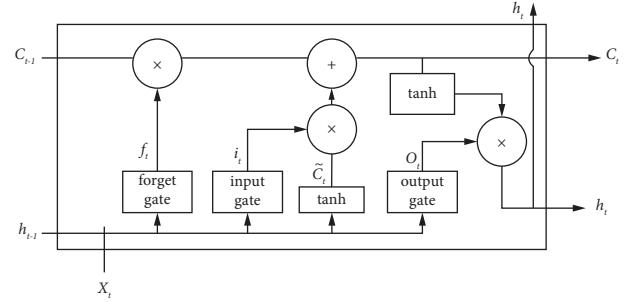 h_t
C_{t-1}
×
+
C_t
tanh
f_t
i_t
×
C̃_t
O_t
×
forget
gate
input
gate
tanh
output
gate
h_{t-1}
h_t
X_t